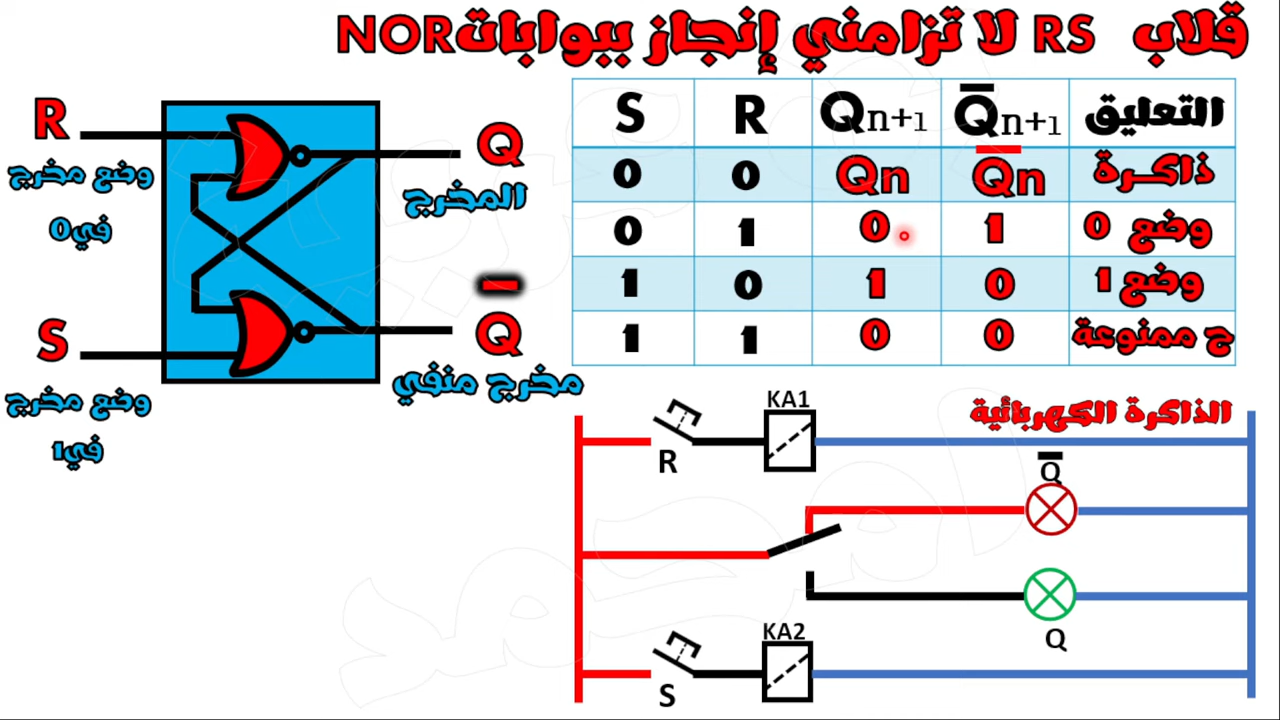 قلاب RS لا تزامني إنجاز ببواباتNOR
R
وضع مخرج
في0
S
وضع مخرج
في1
Q
المخرج
Q̅
مخرج منفي
S R Qn+1 Q̅n+1 التعليق
0 0 Qn Q̅n ذاكرة
0 1 0 1 وضع 0
1 0 1 0 وضع 1
1 1 0 0 ح ممنوعة
الذاكرة الكهربائية
KA1
R
Q̅
Q
KA2
S